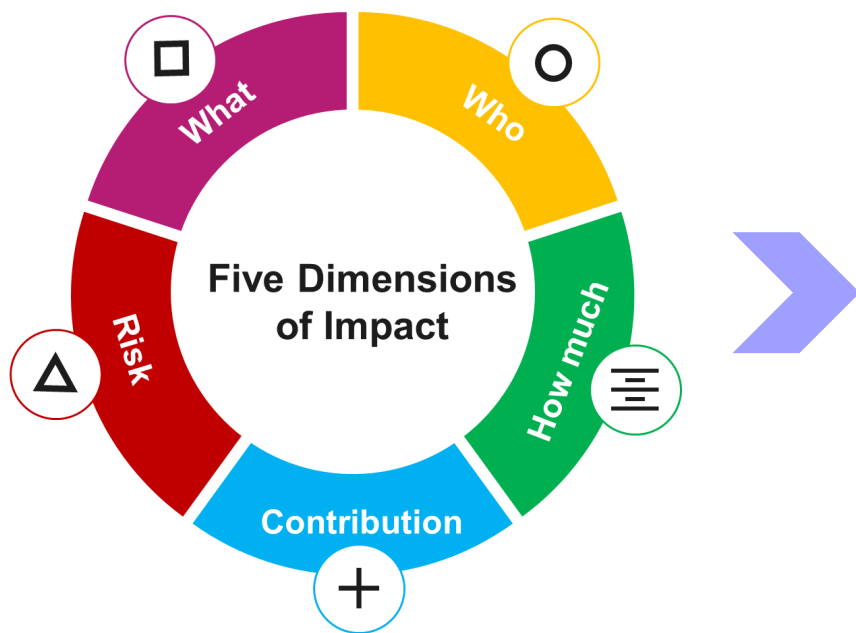 What
Who
Five Dimensions
of Impact
Risk
How much
Contribution